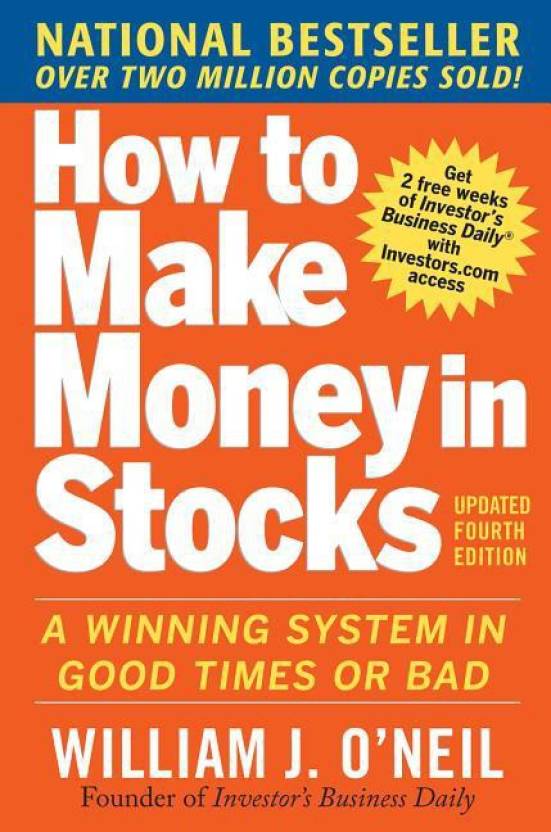 NATIONAL BESTSELLER
OVER TWO MILLION COPIES SOLD!
How to
Make
Money in
Stocks
Get
2 free weeks
of Investor's
Business Daily®
with
Investors.com
access
UPDATED
FOURTH
EDITION
A WINNING SYSTEM IN
GOOD TIMES OR BAD
WILLIAM J. O'NEIL
Founder of Investor's Business Daily